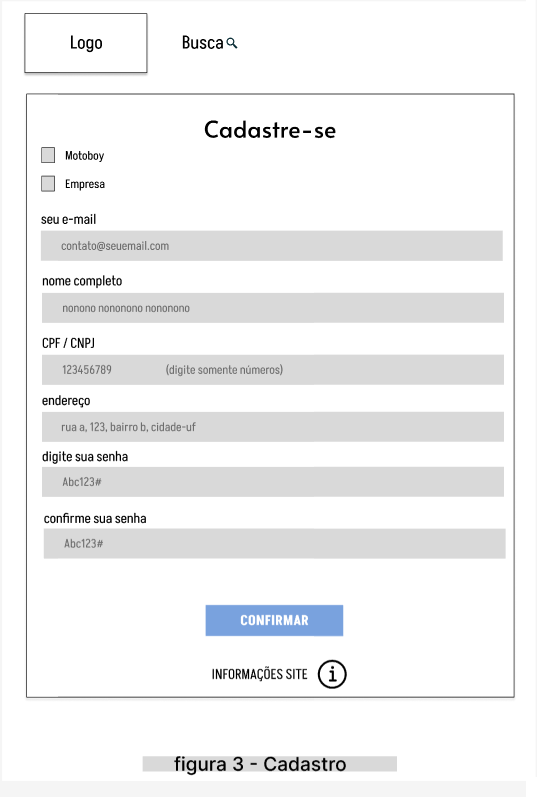 Logo
Busca
Cadastre-se
Motoboy
Empresa
seu e-mail
contato@seuemail.com
nome completo
nonono nononono nononono
CPF / CNPJ
123456789 (digite somente números)
endereço
rua a, 123, bairro b, cidade-uf
digite sua senha
Abc123#
confirme sua senha
Abc123#
CONFIRMAR
INFORMAÇÕES SITE i
figura 3 - Cadastro